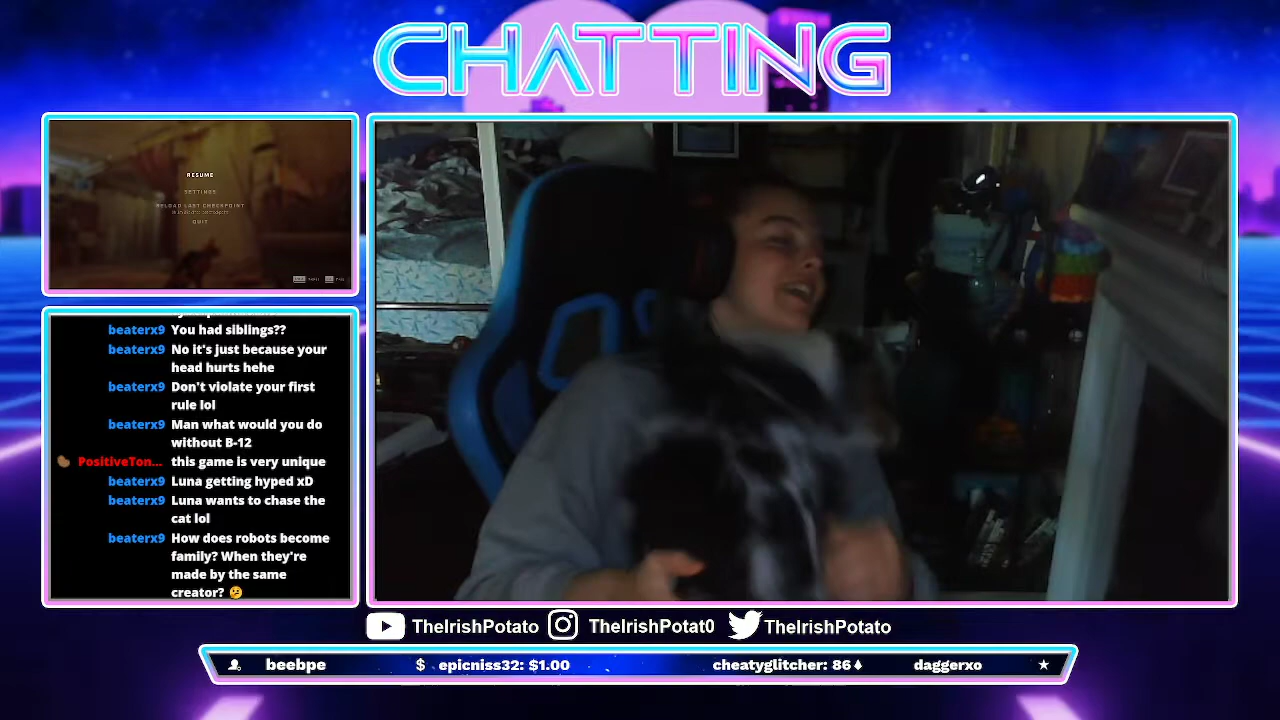 CHATTING
RESUME
SETTINGS
RELOAD LAST CHECKPOINT
QUIT
beaterx9 You had siblings??
beaterx9 No it's just because your
head hurts hehe
beaterx9 Don't violate your first
rule lol
beaterx9 Man what would you do
without B-12
PositiveTon... this game is very unique
beaterx9 Luna getting hyped xD
beaterx9 Luna wants to chase the
cat lol
beaterx9 How does robots become
family? When they're
made by the same
creator? 🤔
TheIrishPotato TheIrishPotat0 TheIrishPotato
beebpe $ epicniss32: $1.00 cheatyglitcher: 86 daggerxo